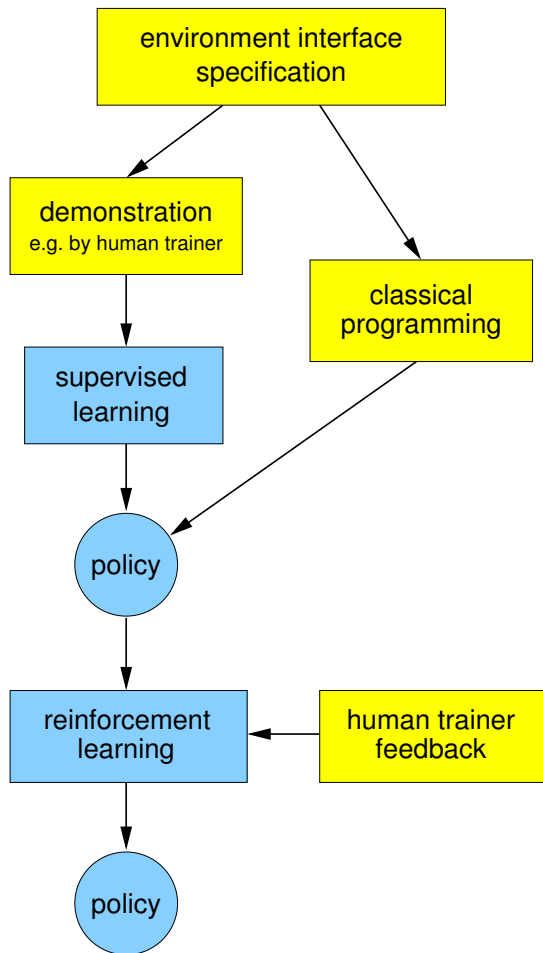 environment interface
specification
demonstration
e.g. by human trainer
classical
programming
supervised
learning
policy
reinforcement
learning
human trainer
feedback
policy